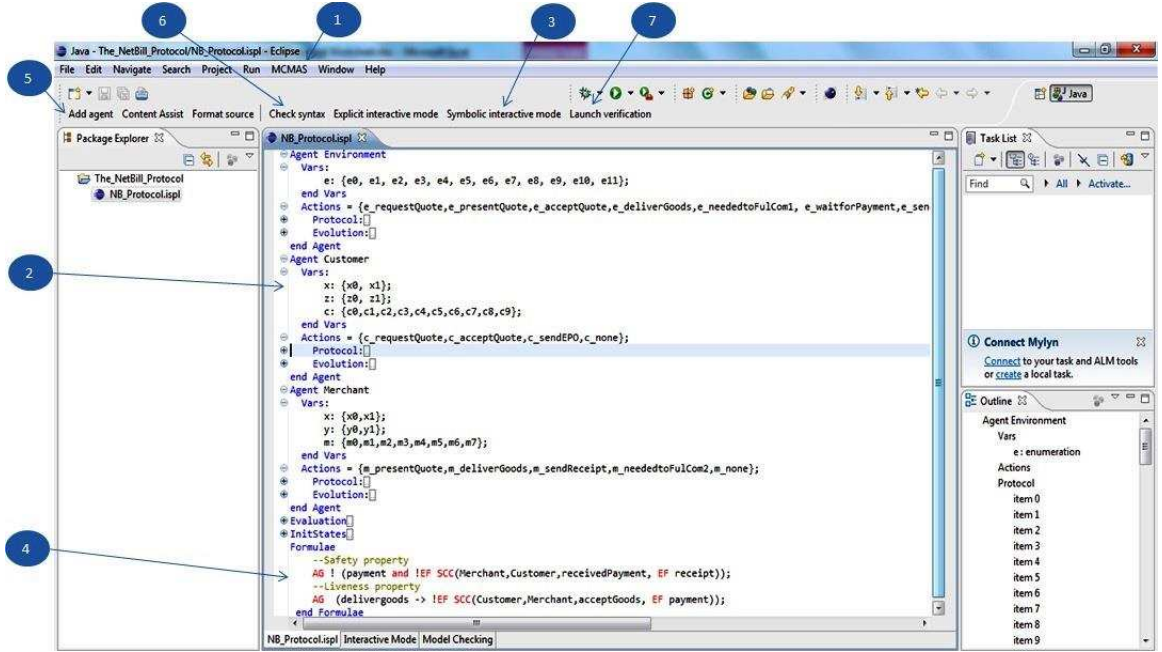 6
1
3
7
Java - The_NetBill_Protocol/NB_Protocol.ispl - Eclipse
File Edit Navigate Search Project Run MCMAS Window Help
5
Java
Add agent Content Assist Format source Check syntax Explicit interactive mode Symbolic interactive mode Launch verification
Package Explorer
The_NetBill_Protocol
NB_Protocol.ispl
2
4
NB_Protocol.ispl
Agent Environment
Vars:
e: {e0, e1, e2, e3, e4, e5, e6, e7, e8, e9, e10, e11};
end Vars
Actions = {e_requestQuote,e_presentQuote,e_acceptQuote,e_deliverGoods,e_neededtoFulCom1, e_waitforPayment,e_sen
Protocol:
Evolution:
end Agent
Agent Customer
Vars:
x: {x0, x1};
z: {z0, z1};
c: {c0,c1,c2,c3,c4,c5,c6,c7,c8,c9};
end Vars
Actions = {c_requestQuote,c_acceptQuote,c_sendEPO,c_none};
Protocol:
Evolution:
end Agent
Agent Merchant
Vars:
x: {x0,x1};
y: {y0,y1};
m: {m0,m1,m2,m3,m4,m5,m6,m7};
end Vars
Actions = {m_presentQuote,m_deliverGoods,m_sendReceipt,m_neededtoFulCom2,m_none};
Protocol:
Evolution:
end Agent
Evaluation
InitStates
Formulae
--Safety property
AG ! (payment and !EF SCC(Merchant,Customer,receivedPayment, EF receipt));
--Liveness property
AG (delivergoods -> !EF SCC(Customer,Merchant,acceptGoods, EF payment));
end Formulae
NB_Protocol.ispl Interactive Mode Model Checking
Task List
Find All Activate...
Connect Mylyn
Connect to your task and ALM tools
or create a local task.
Outline
Agent Environment
Vars
e : enumeration
Actions
Protocol
item 0
item 1
item 2
item 3
item 4
item 5
item 6
item 7
item 8
item 9